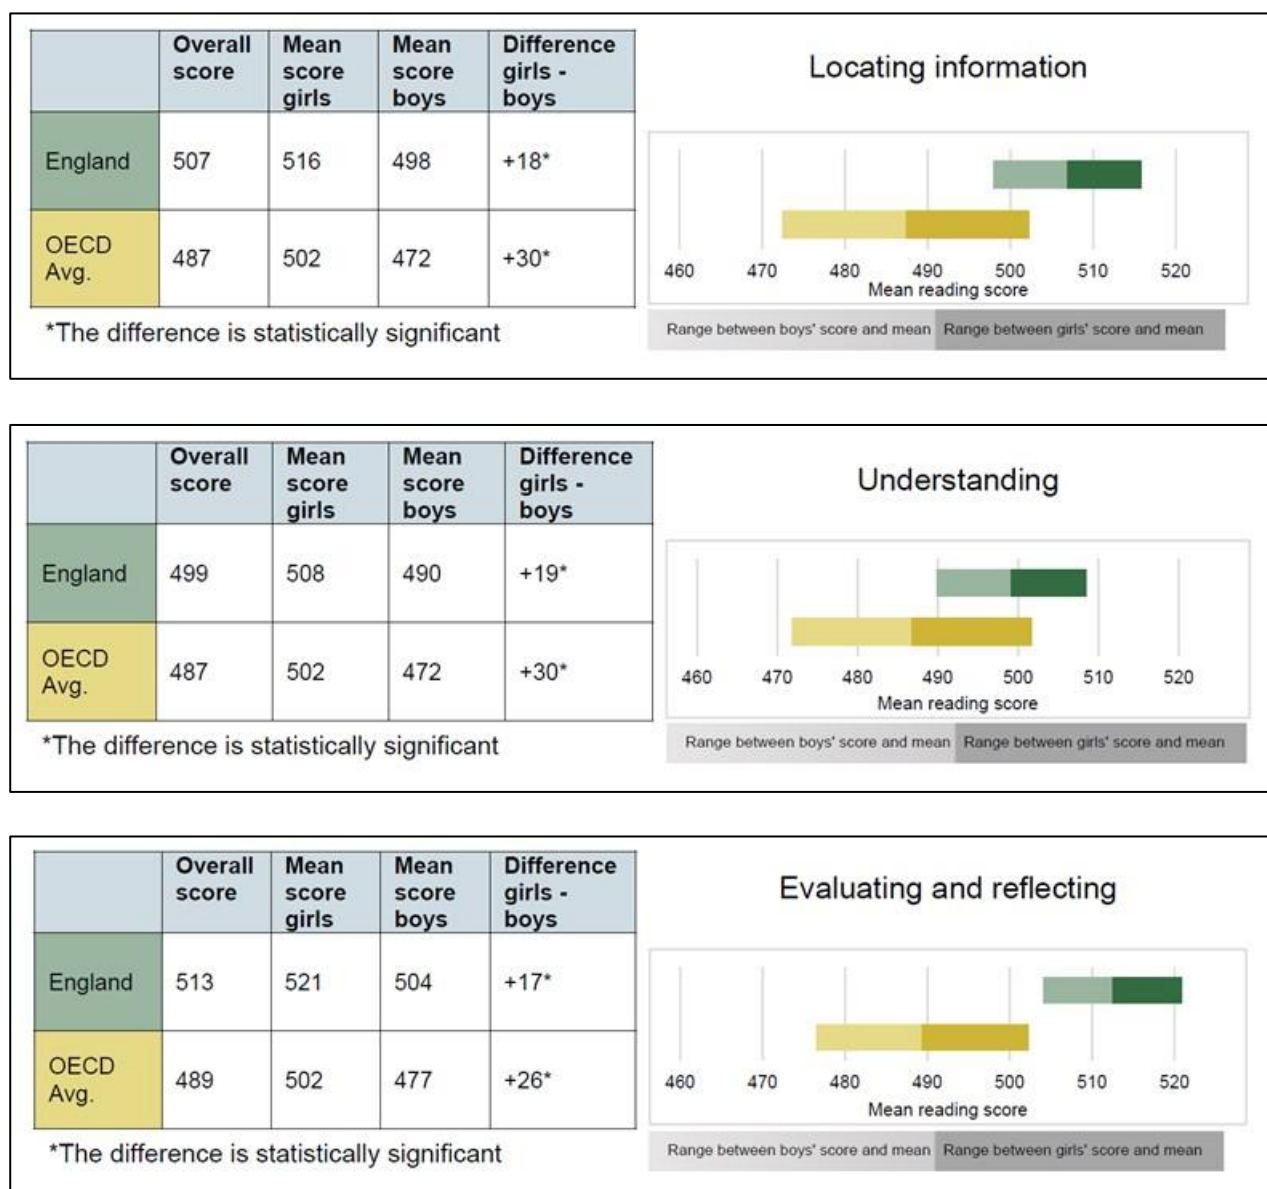 Overall score Mean score girls Mean score boys Difference girls - boys
England 507 516 498 +18*
OECD Avg. 487 502 472 +30*
*The difference is statistically significant
Locating information
460 470 480 490 500 510 520
Mean reading score
Range between boys' score and mean Range between girls' score and mean
Overall score Mean score girls Mean score boys Difference girls - boys
England 499 508 490 +19*
OECD Avg. 487 502 472 +30*
*The difference is statistically significant
Understanding
460 470 480 490 500 510 520
Mean reading score
Range between boys' score and mean Range between girls' score and mean
Overall score Mean score girls Mean score boys Difference girls - boys
England 513 521 504 +17*
OECD Avg. 489 502 477 +26*
*The difference is statistically significant
Evaluating and reflecting
460 470 480 490 500 510 520
Mean reading score
Range between boys' score and mean Range between girls' score and mean